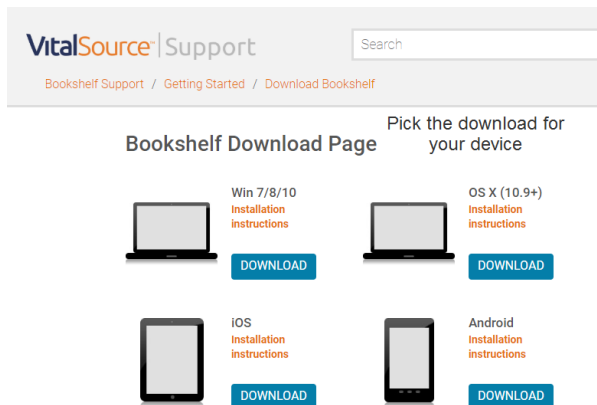 VitalSource™ Support
Search
Bookshelf Support / Getting Started / Download Bookshelf
Pick the download for
your device
Bookshelf Download Page
Win 7/8/10
Installation
instructions
DOWNLOAD
OS X (10.9+)
Installation
instructions
DOWNLOAD
iOS
Installation
instructions
DOWNLOAD
Android
Installation
instructions
DOWNLOAD